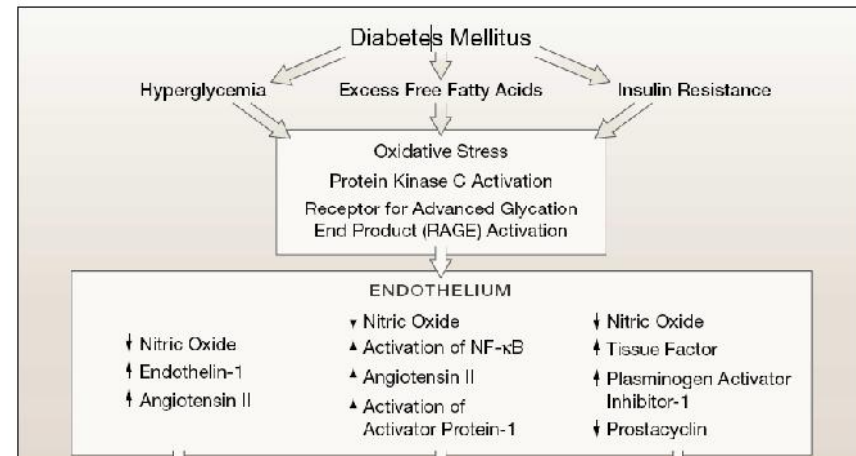 Diabetes Mellitus
Hyperglycemia
Excess Free Fatty Acids
Insulin Resistance
Oxidative Stress
Protein Kinase C Activation
Receptor for Advanced Glycation
End Product (RAGE) Activation
ENDOTHELIUM
↓ Nitric Oxide
↑ Endothelin-1
↑ Angiotensin II
▼ Nitric Oxide
▲ Activation of NF-κB
▲ Angiotensin II
▲ Activation of
Activator Protein-1
↓ Nitric Oxide
↑ Tissue Factor
↑ Plasminogen Activator
Inhibitor-1
↓ Prostacyclin